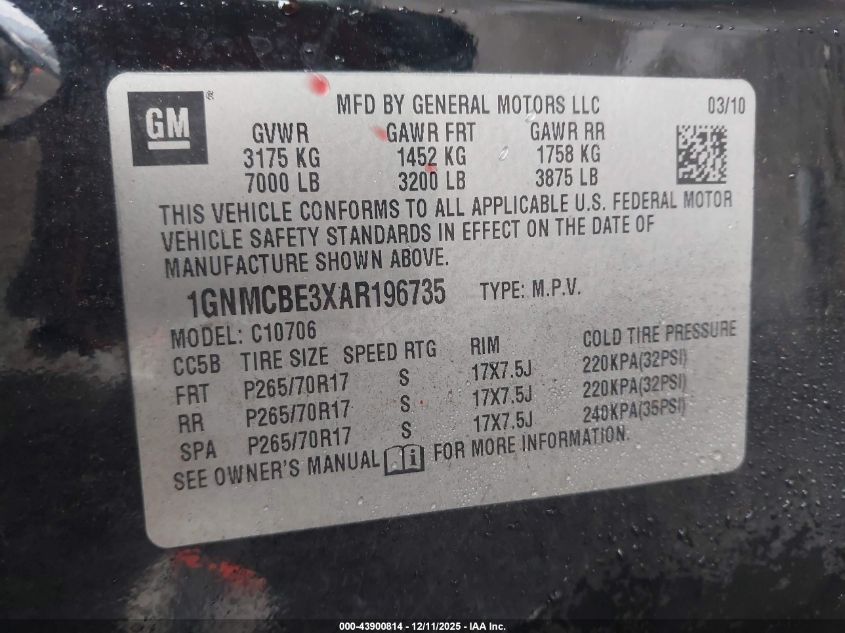 GM ®
MFD BY GENERAL MOTORS LLC 03/10
GVWR GAWR FRT GAWR RR
3175 KG 1452 KG 1758 KG
7000 LB 3200 LB 3875 LB
THIS VEHICLE CONFORMS TO ALL APPLICABLE U.S. FEDERAL MOTOR
VEHICLE SAFETY STANDARDS IN EFFECT ON THE DATE OF
MANUFACTURE SHOWN ABOVE.
1GNMCBE3XAR196735 TYPE: M.P.V.
MODEL: C10706
CC5B TIRE SIZE SPEED RTG RIM COLD TIRE PRESSURE
FRT P265/70R17 S 17X7.5J 220KPA(32PSI)
RR P265/70R17 S 17X7.5J 220KPA(32PSI)
SPA P265/70R17 S 17X7.5J 240KPA(35PSI)
SEE OWNER'S MANUAL i FOR MORE INFORMATION.
000-43900814 - 12/11/2025 - IAA Inc.